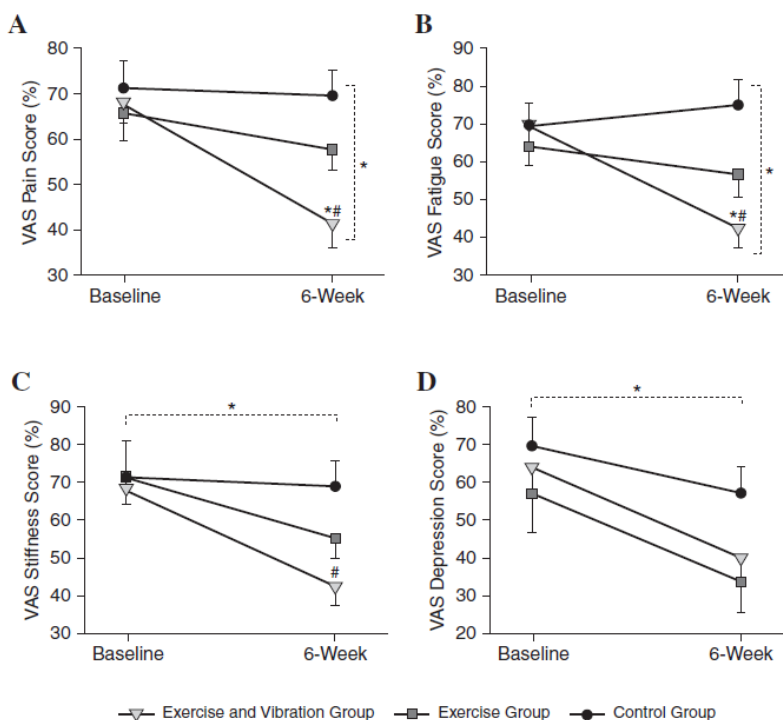 A
VAS Pain Score (%)
80
70
60
50
40
30
*
*#
Baseline
6-Week
B
VAS Fatigue Score (%)
90
80
70
60
50
40
30
*
*#
Baseline
6-Week
C
VAS Stiffness Score (%)
90
80
70
60
50
40
30
*
#
Baseline
6-Week
D
VAS Depression Score (%)
80
70
60
50
40
30
20
*
Baseline
6-Week
Exercise and Vibration Group
Exercise Group
Control Group